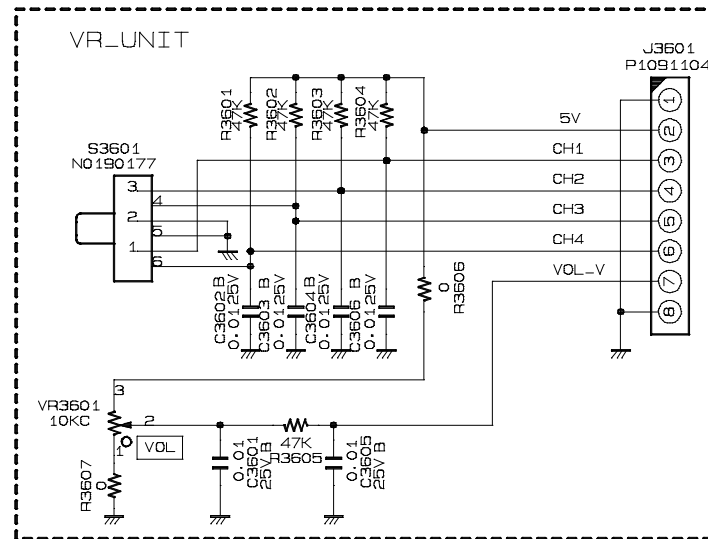 VR_UNIT
J3601
P1091104
R3601
47K
R3602
47K
R3603
47K
R3604
47K
S3601
N0190177
3
4
2
5
1
6
5V
CH1
CH2
CH3
CH4
VOL_V
1
2
3
4
5
6
7
8
C3602 B
0.01 25V
C3603 B
0.01 25V
C3604 B
0.01 25V
C3606 B
0.01 25V
0
R3606
3
VR3601
10KC
2
1
VOL
R3607
0
0.01
C3601
25V B
47K
R3605
0.01
C3605
25V B